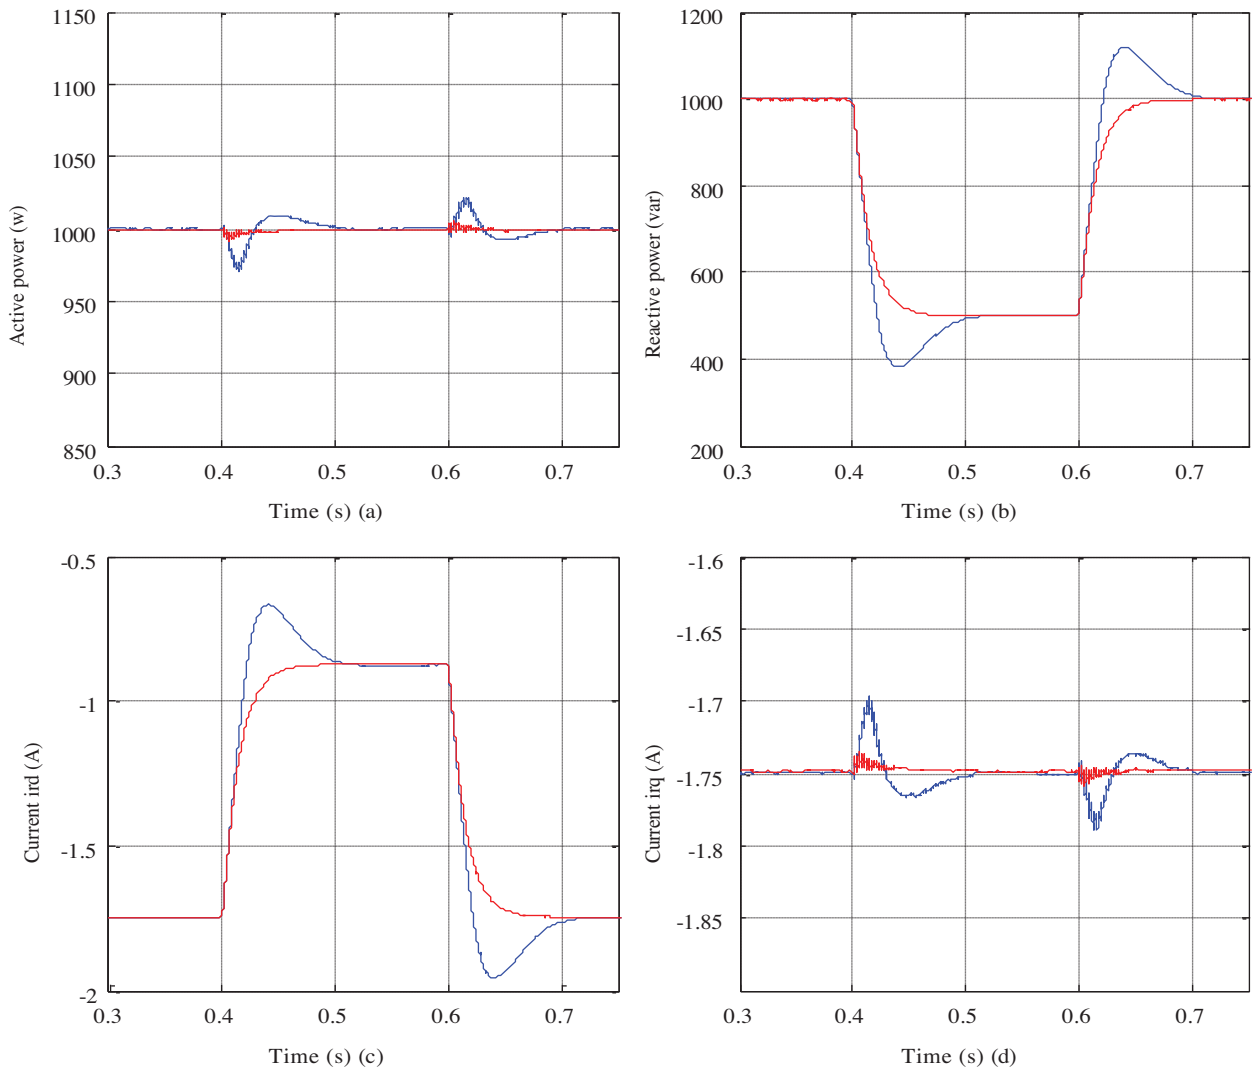 1150
1100
1050
1000
950
900
850
Active power (w)
0.3 0.4 0.5 0.6 0.7
Time (s) (a)
1200
1000
800
600
400
200
Reactive power (var)
0.3 0.4 0.5 0.6 0.7
Time (s) (b)
-0.5
-1
-1.5
-2
Current ird (A)
0.3 0.4 0.5 0.6 0.7
Time (s) (c)
-1.6
-1.65
-1.7
-1.75
-1.8
-1.85
Current irq (A)
0.3 0.4 0.5 0.6 0.7
Time (s) (d)